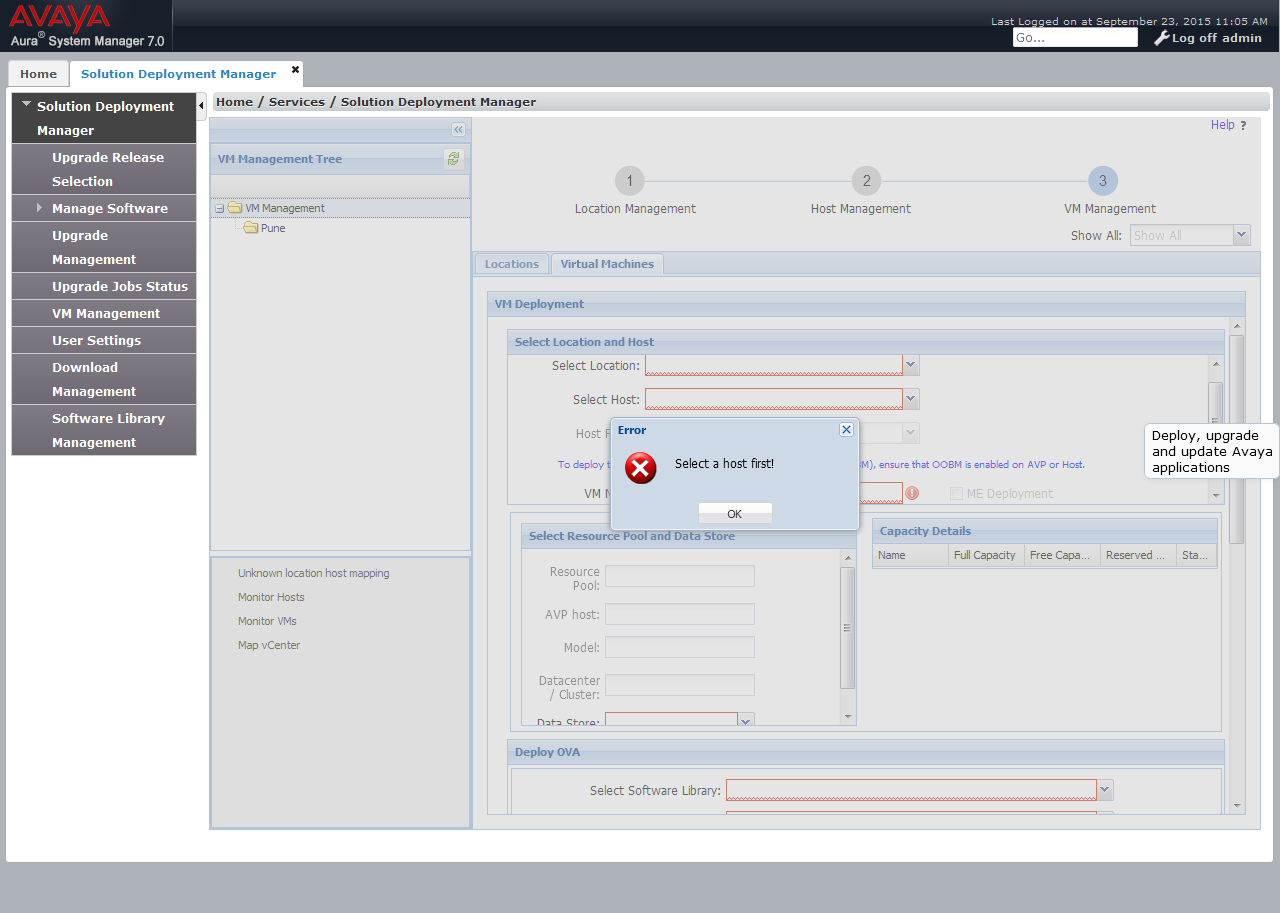 AVAYA
Aura® System Manager 7.0
Last Logged on at September 23, 2015 11:05 AM
Go...
Log off admin
Home
Solution Deployment Manager
Solution Deployment
Manager
Upgrade Release
Selection
Manage Software
Upgrade
Management
Upgrade Jobs Status
VM Management
User Settings
Download
Management
Software Library
Management
Home / Services / Solution Deployment Manager
Help ?
VM Management Tree
VM Management
Pune
Unknown location host mapping
Monitor Hosts
Monitor VMs
Map vCenter
1
2
3
Location Management
Host Management
VM Management
Show All:
Show All
Locations
Virtual Machines
VM Deployment
Select Location and Host
Select Location:
Select Host:
Host
To deploy
M), ensure that OOBM is enabled on AVP or Host.
VM
ME Deployment
Error
Select a host first!
OK
Deploy, upgrade
and update Avaya
applications
Select Resource Pool and Data Store
Resource
Pool:
AVP host:
Model:
Datacenter
/ Cluster:
Data Store:
Capacity Details
Name
Full Capacity
Free Capa...
Reserved ...
Sta...
Deploy OVA
Select Software Library: